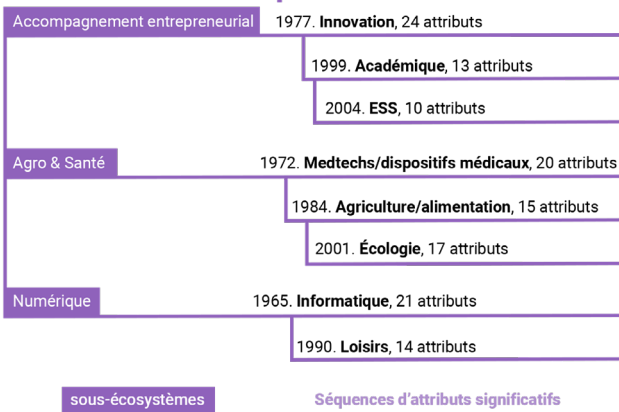 Accompagnement entrepreneurial 1977. Innovation, 24 attributs
1999. Académique, 13 attributs
2004. ESS, 10 attributs
Agro & Santé 1972. Medtechs/dispositifs médicaux, 20 attributs
1984. Agriculture/alimentation, 15 attributs
2001. Écologie, 17 attributs
Numérique 1965. Informatique, 21 attributs
1990. Loisirs, 14 attributs
sous-écosystèmes Séquences d’attributs significatifs